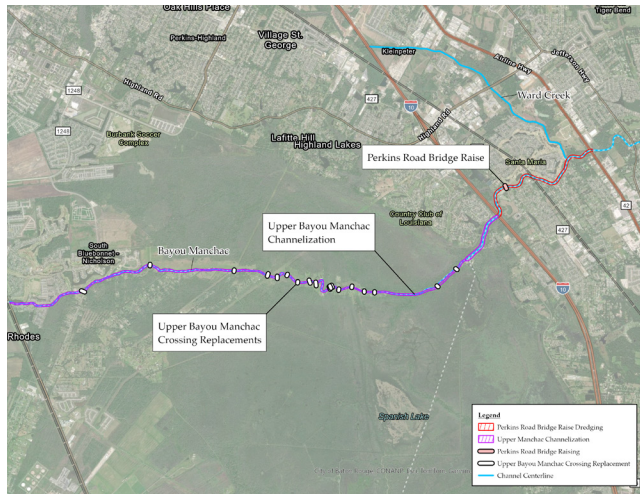 Oak Hills Place
Tiger Bend
Village St.
George
Perkins-Highland
Kleinpeter
Airline Hwy
Jefferson Hwy
Highland Rd
1248
427
10
Ward Creek
Highland Rd
1248
Burbank Soccer
Complex
Lafitte Hill
Highland Lakes
Perkins Road Bridge Raise
Santa Maria
42
Country Club of
Louisiana
427
Upper Bayou Manchac
Channelization
South
Bluebonnet-
Nicholson
Bayou Manchac
10
Rhodes
Upper Bayou Manchac
Crossing Replacements
Spanish Lake
Legend
Perkins Road Bridge Raise Dredging
Upper Manchac Channelization
Perkins Road Bridge Raising
Upper Bayou Manchac Crossing Replacement
Channel Centerline